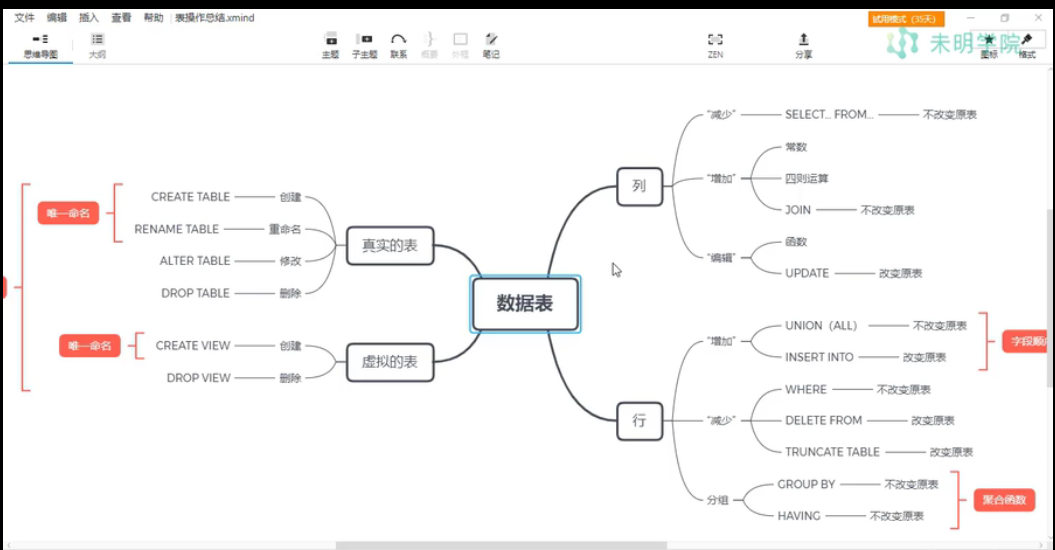 文件 编辑 插入 查看 帮助 表操作总结.xmind
试用模式（35天）
思维导图 大纲
主题 子主题 联系 概要 外框 笔记
ZEN 分享 图标 格式
未明学院
数据表
真实的表
唯一命名
CREATE TABLE 创建
RENAME TABLE 重命名
ALTER TABLE 修改
DROP TABLE 删除
虚拟的表
唯一命名
CREATE VIEW 创建
DROP VIEW 删除
列
“减少” SELECT... FROM... 不改变原表
“增加”
常数
四则运算
JOIN 不改变原表
“编辑”
函数
UPDATE 改变原表
行
“增加”
UNION（ALL） 不改变原表
INSERT INTO 改变原表
字段顺
“减少”
WHERE 不改变原表
DELETE FROM 改变原表
TRUNCATE TABLE 改变原表
分组
GROUP BY 不改变原表
HAVING 不改变原表
聚合函数